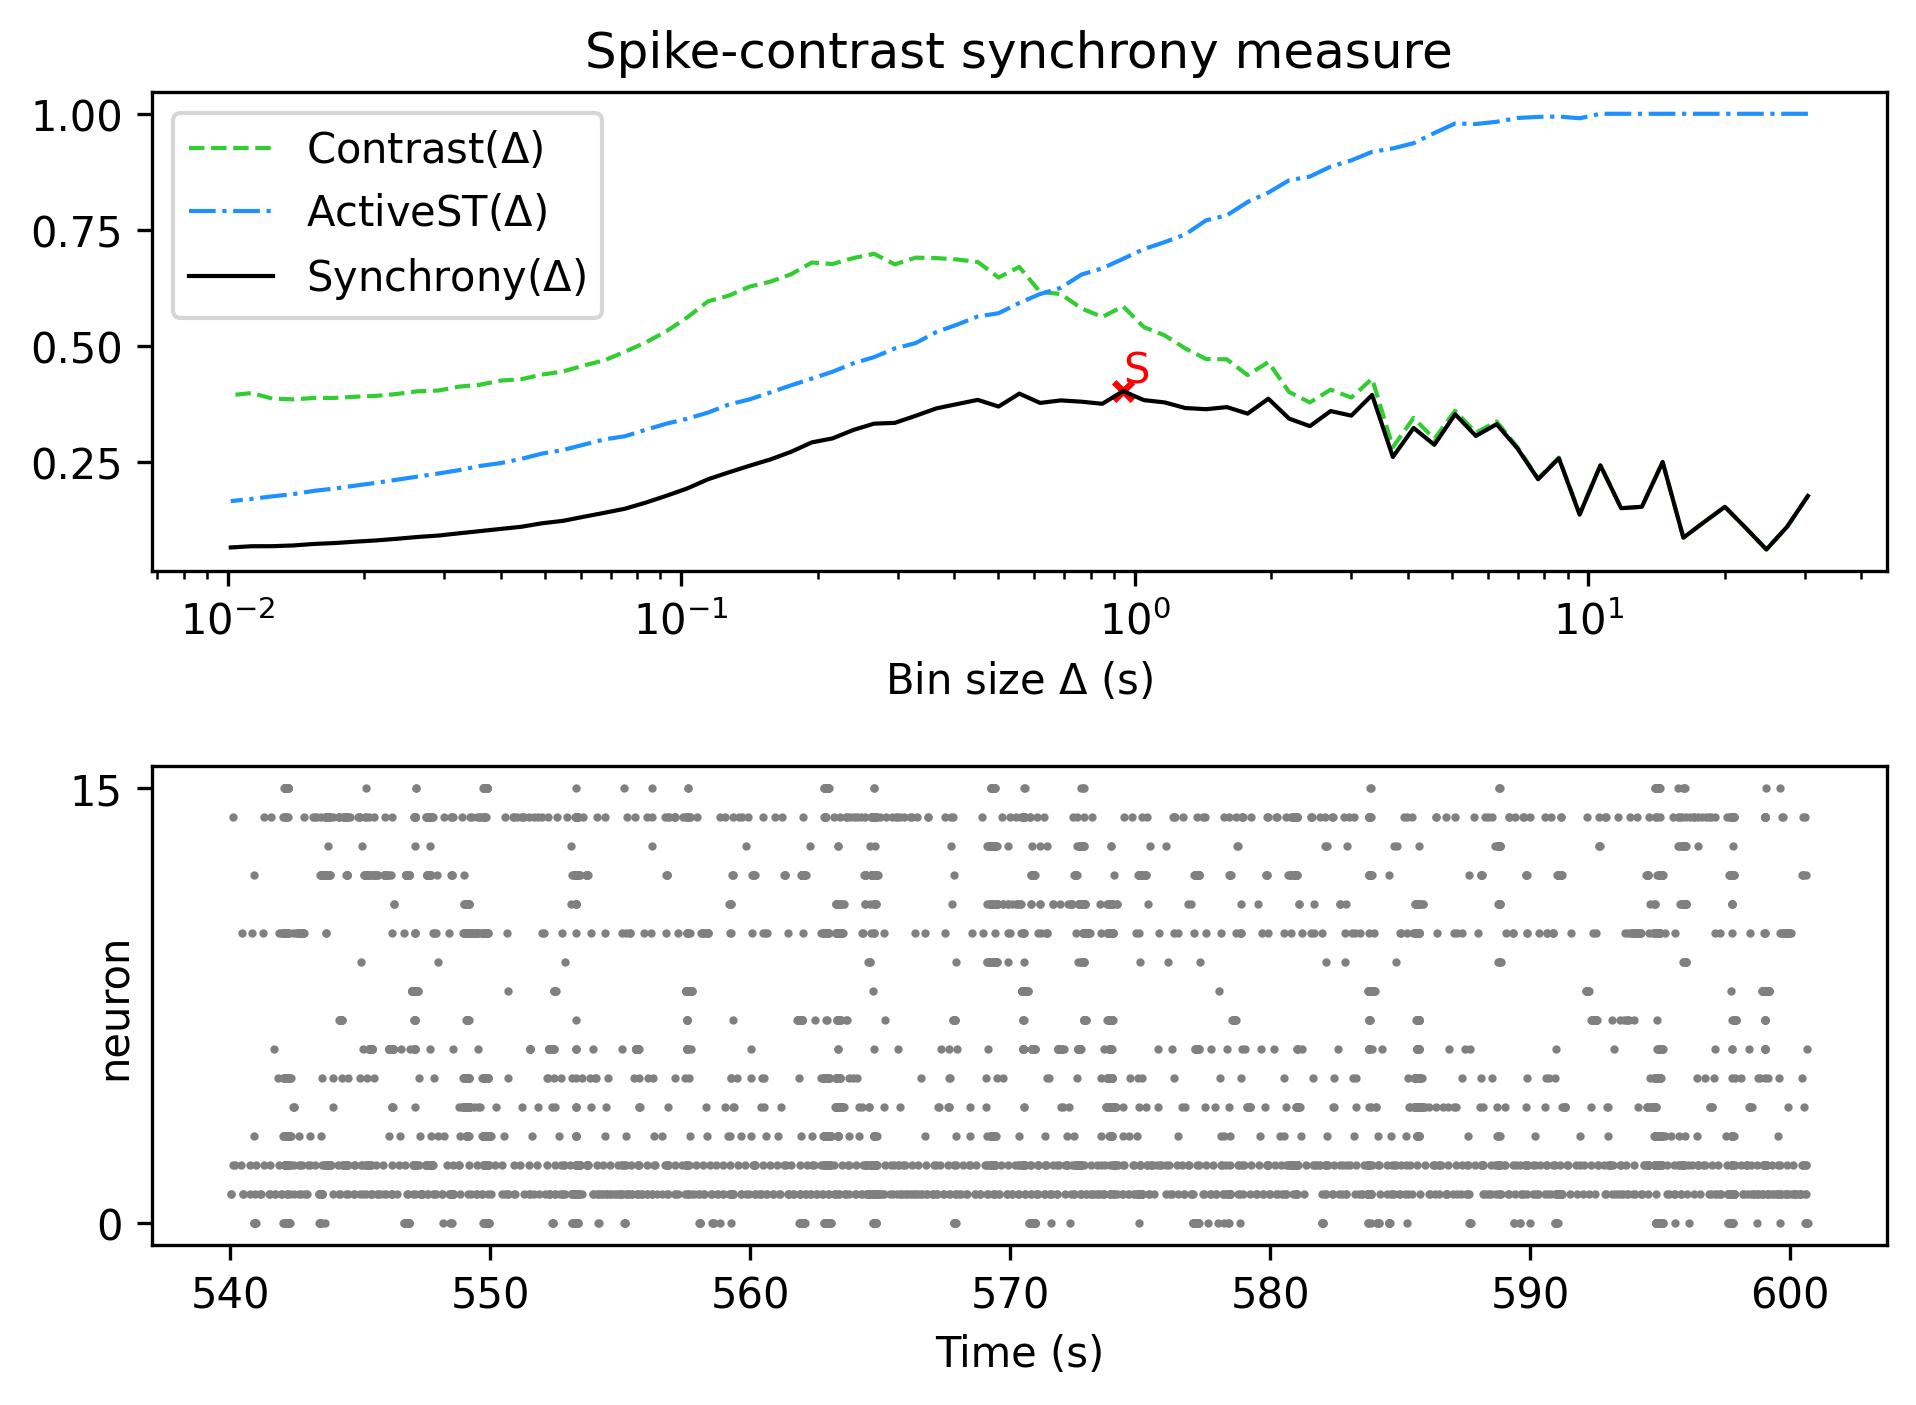 Spike-contrast synchrony measure
1.00
0.75
0.50
0.25
Contrast(Δ)
ActiveST(Δ)
Synchrony(Δ)
S
10⁻² 10⁻¹ 10⁰ 10¹
Bin size Δ (s)
15
0
neuron
540 550 560 570 580 590 600
Time (s)